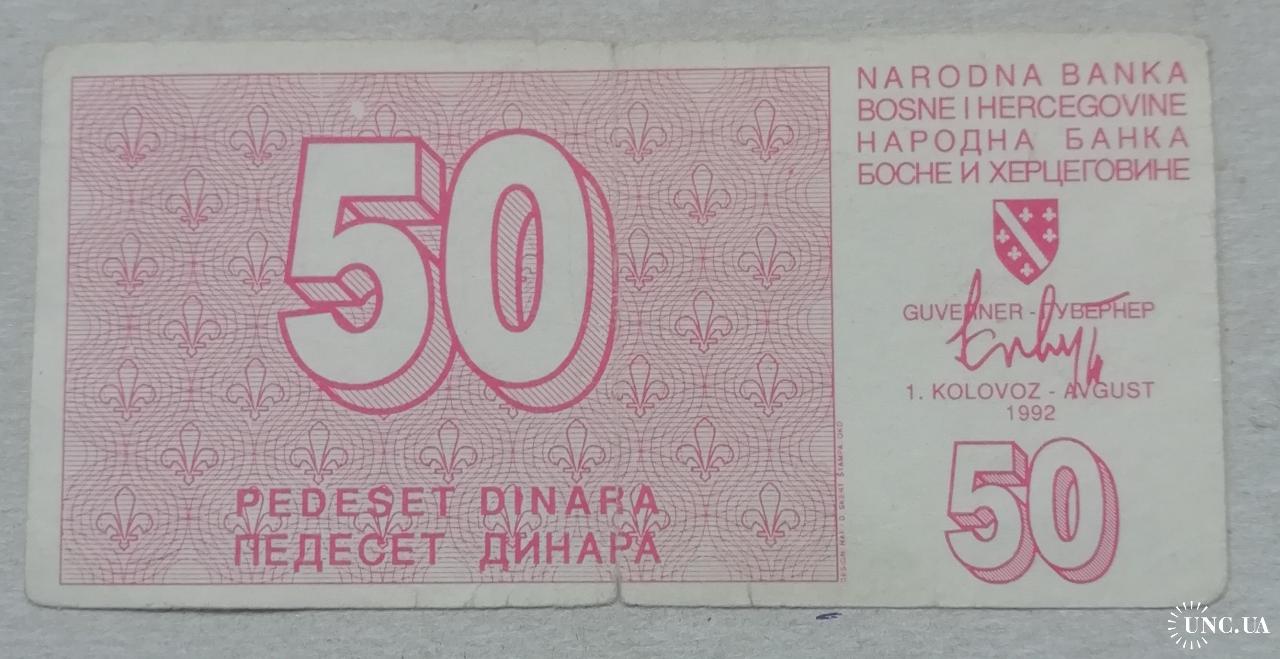 50
PEDESET DINARA
ПЕДЕСЕТ ДИНАРА
NARODNA BANKA
BOSNE I HERCEGOVINE
НАРОДНА БАНКА
БОСНЕ И ХЕРЦЕГОВИНЕ
GUVERNER - ГУВЕРНЕР
1. KOLOVOZ - AVGUST
1992
50
UNC.UA